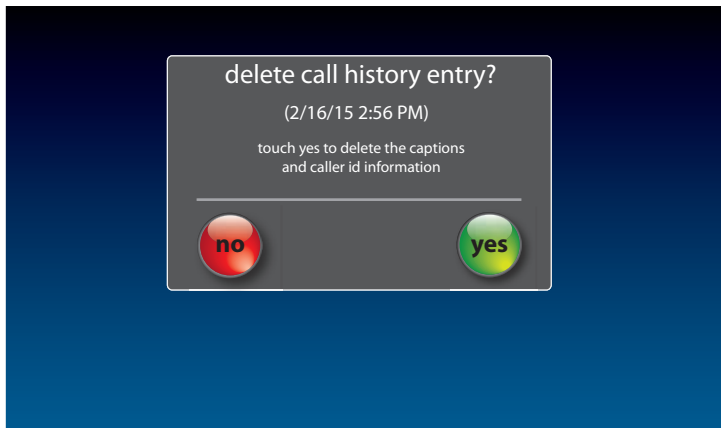 delete call history entry?
(2/16/15 2:56 PM)
touch yes to delete the captions
and caller id information
no
yes